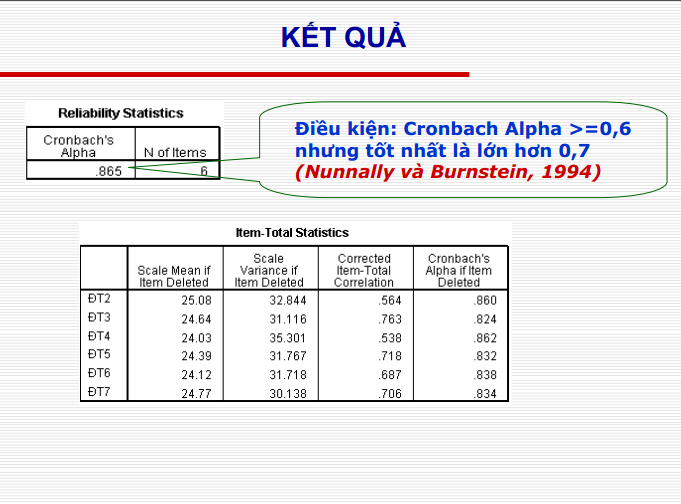 KẾT QUẢ
Reliability Statistics
Cronbach's
Alpha N of Items
.865 6
Điều kiện: Cronbach Alpha >=0,6
nhưng tốt nhất là lớn hơn 0,7
(Nunnally và Burnstein, 1994)
Item-Total Statistics
Scale Mean if Item Deleted Scale Variance if Item Deleted Corrected Item-Total Correlation Cronbach's Alpha if Item Deleted
ĐT2 25.08 32.844 .564 .860
ĐT3 24.64 31.116 .763 .824
ĐT4 24.03 35.301 .538 .862
ĐT5 24.39 31.767 .718 .832
ĐT6 24.12 31.718 .687 .838
ĐT7 24.77 30.138 .706 .834